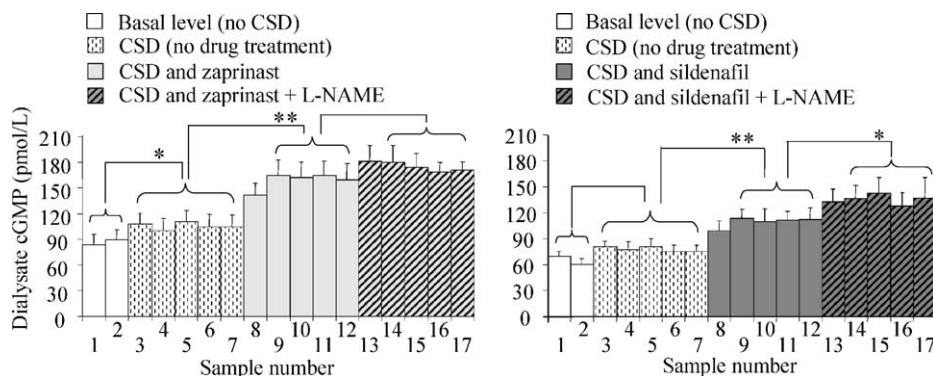 Basal level (no CSD)
CSD (no drug treatment)
CSD and zaprinast
CSD and zaprinast + L-NAME
Dialysate cGMP (pmol/L)
210
180
150
120
90
60
30
0
*
**
1 2 3 4 5 6 7 8 9 10 11 12 13 14 15 16 17
Sample number
Basal level (no CSD)
CSD (no drug treatment)
CSD and sildenafil
CSD and sildenafil + L-NAME
210
180
150
120
90
60
30
0
**
*
1 2 3 4 5 6 7 8 9 10 11 12 13 14 15 16 17
Sample number